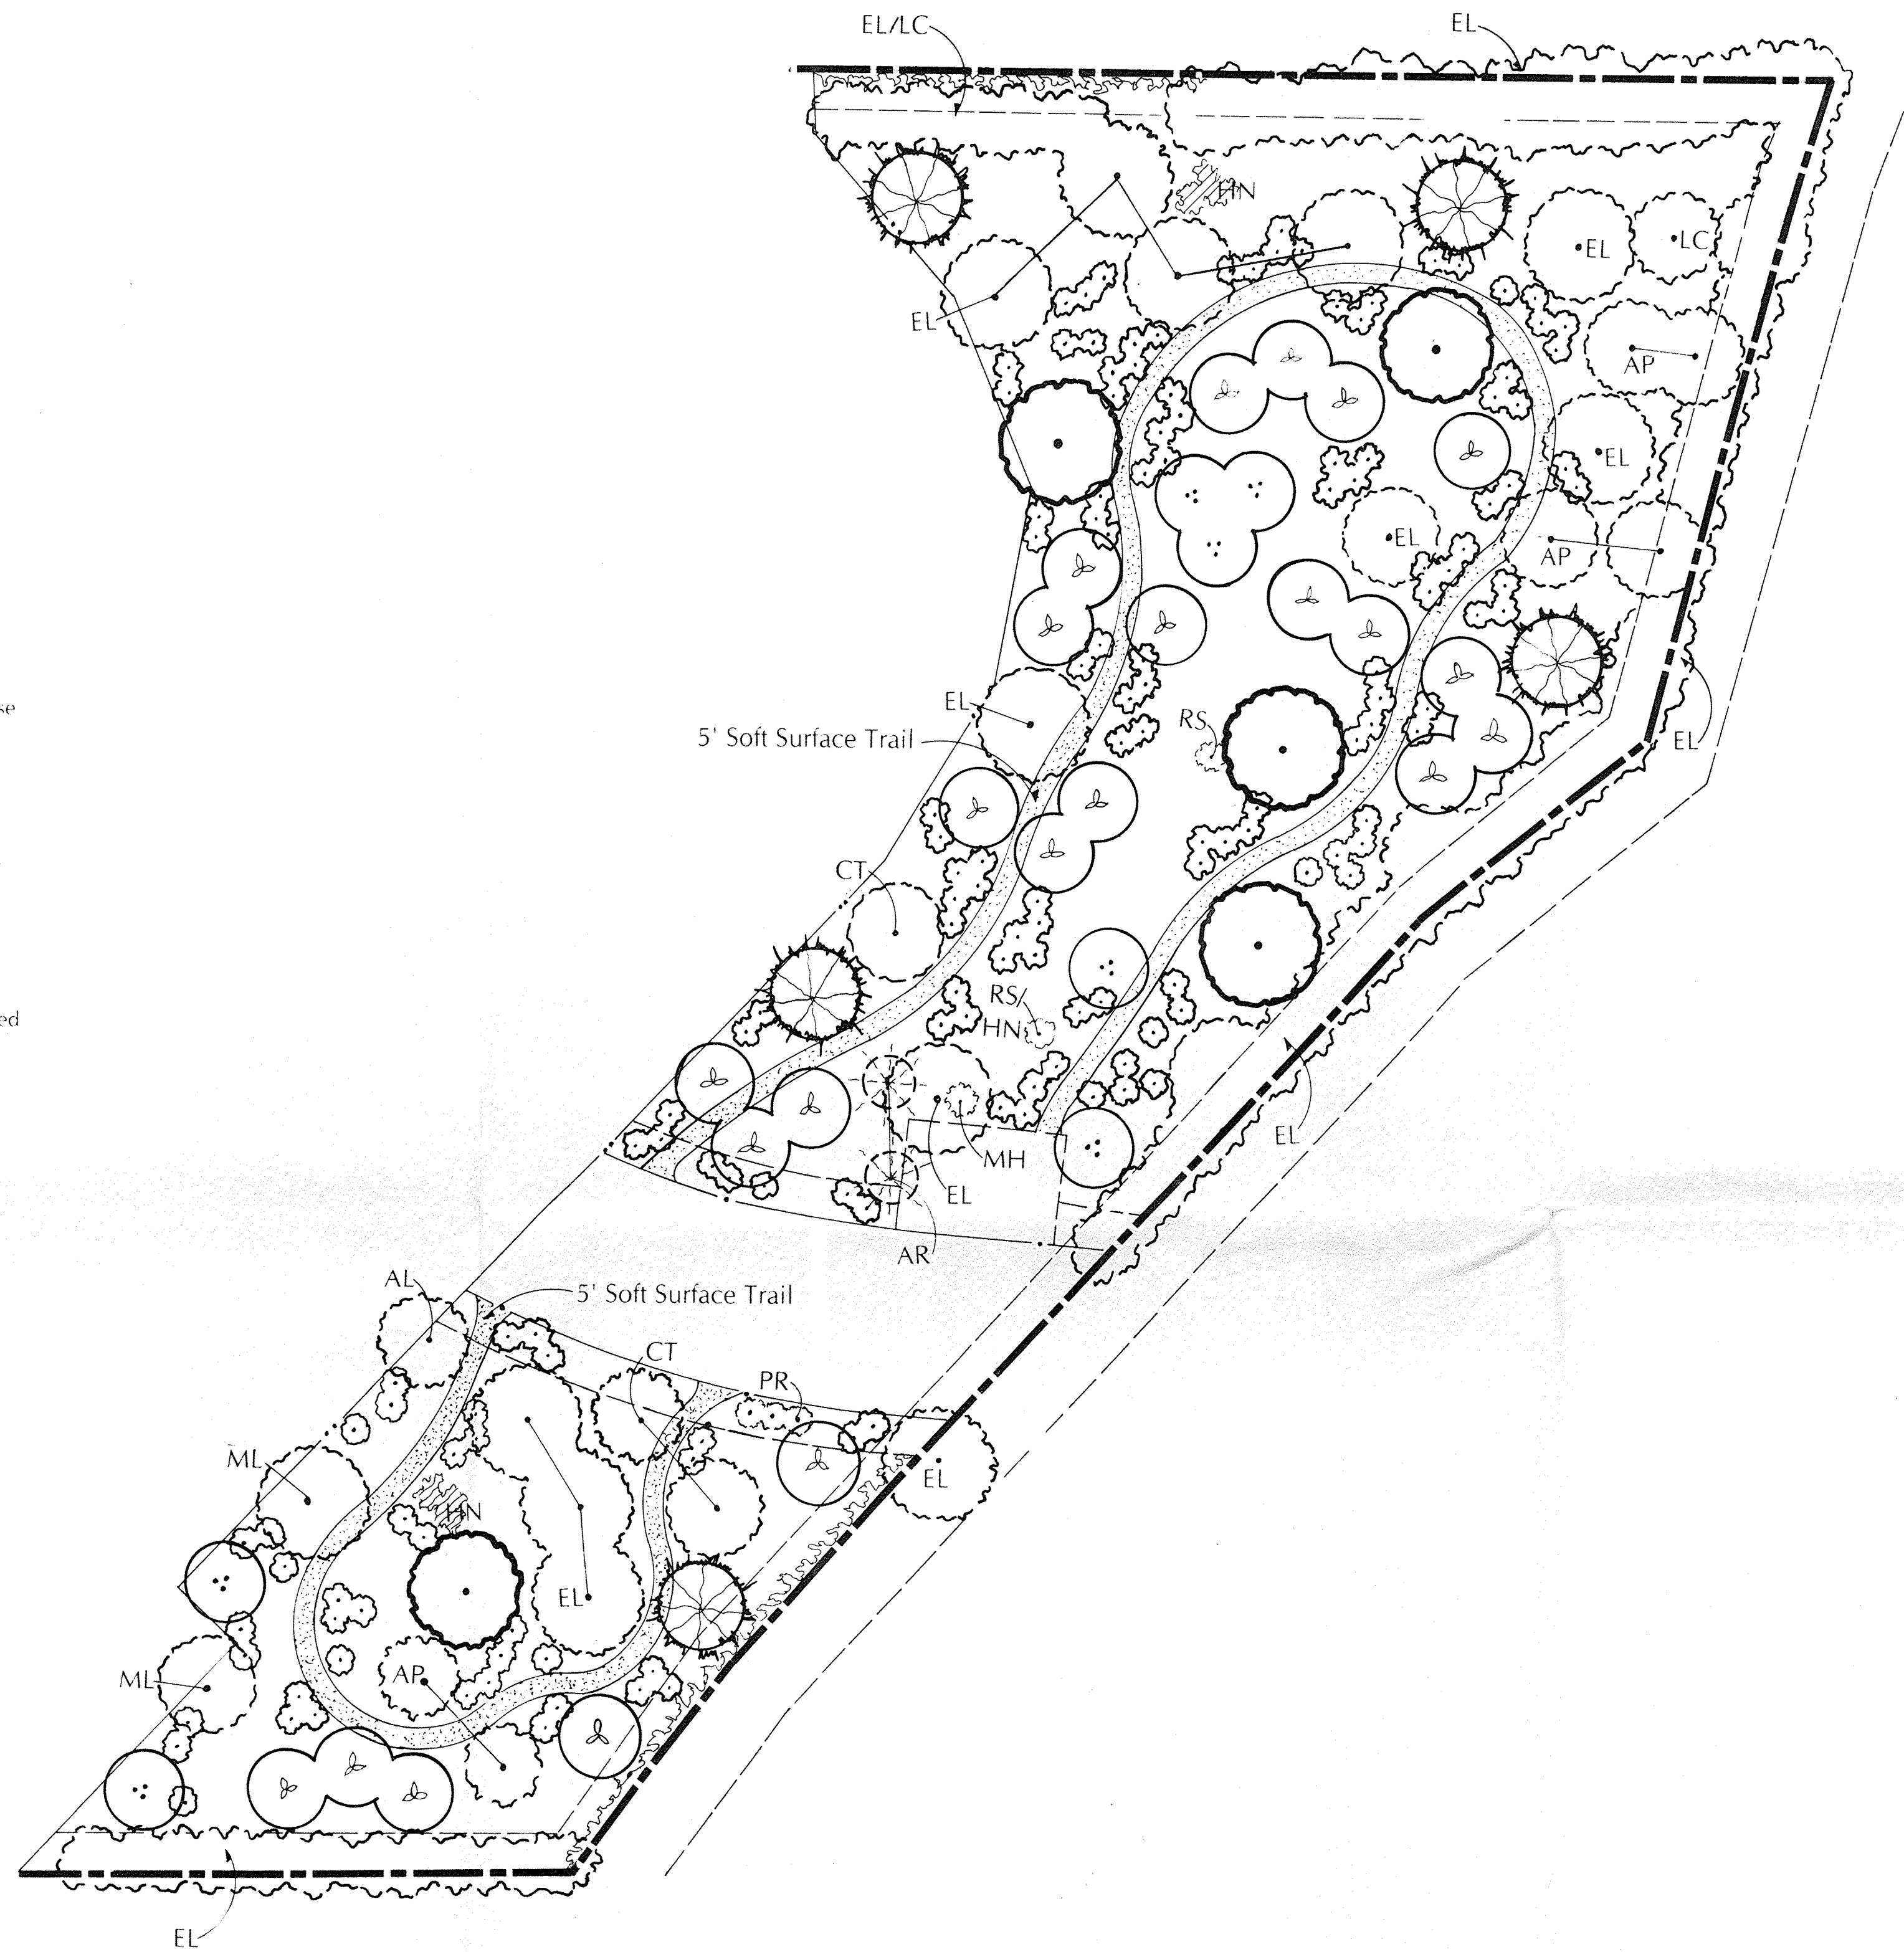 EL/LC
EL
HN
EL
LC
EL
AP
EL
EL
AP
se
EL
RS
5' Soft Surface Trail
EL
CT
RS/
HN
ed
EL
MH
EL
AR
AL
5' Soft Surface Trail
CT
PR
ML
EL
HN
EL
AP
ML
EL